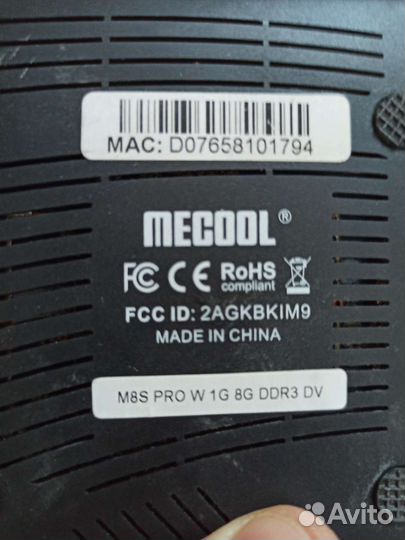 MAC: D07658101794
MECOOL®
FC CE RoHS
compliant
FCC ID: 2AGKBKIM9
MADE IN CHINA
M8S PRO W 1G 8G DDR3 DV
Avito